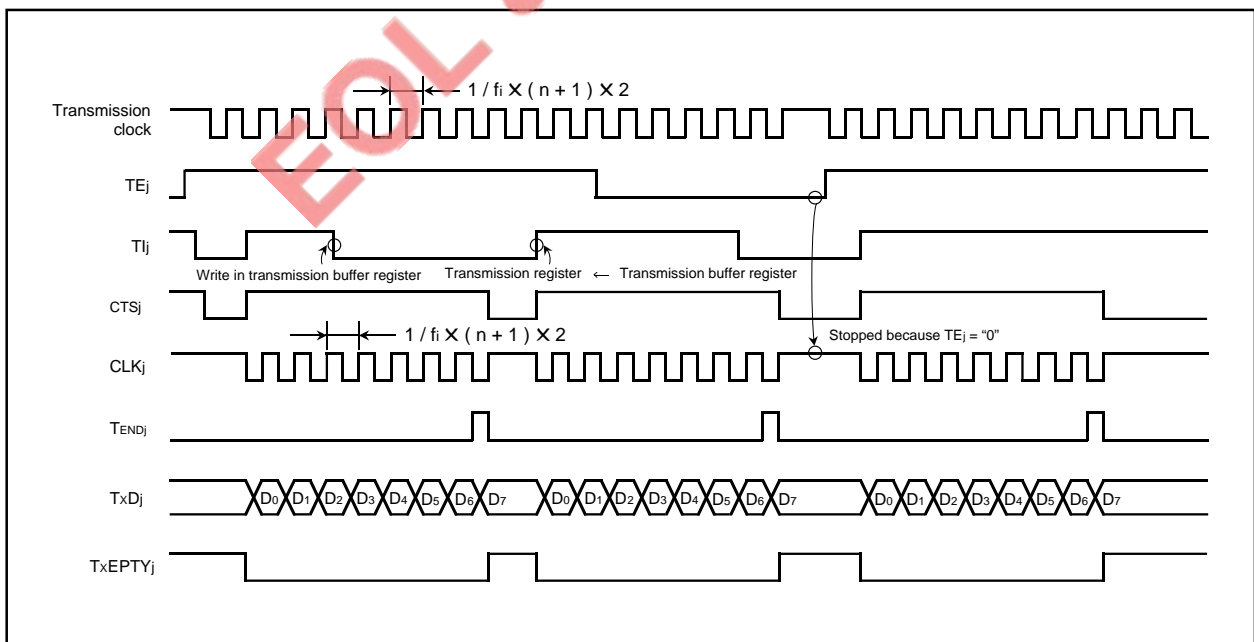 EOL
1 / fi X ( n + 1 ) X 2
Transmission
clock
TEj
TIj
Write in transmission buffer register
Transmission register ← Transmission buffer register
CTSj
1 / fi X ( n + 1 ) X 2
Stopped because TEj = “0”
CLKj
TENDj
TxDj
D0 D1 D2 D3 D4 D5 D6 D7 D0 D1 D2 D3 D4 D5 D6 D7 D0 D1 D2 D3 D4 D5 D6 D7
TxEPTYj